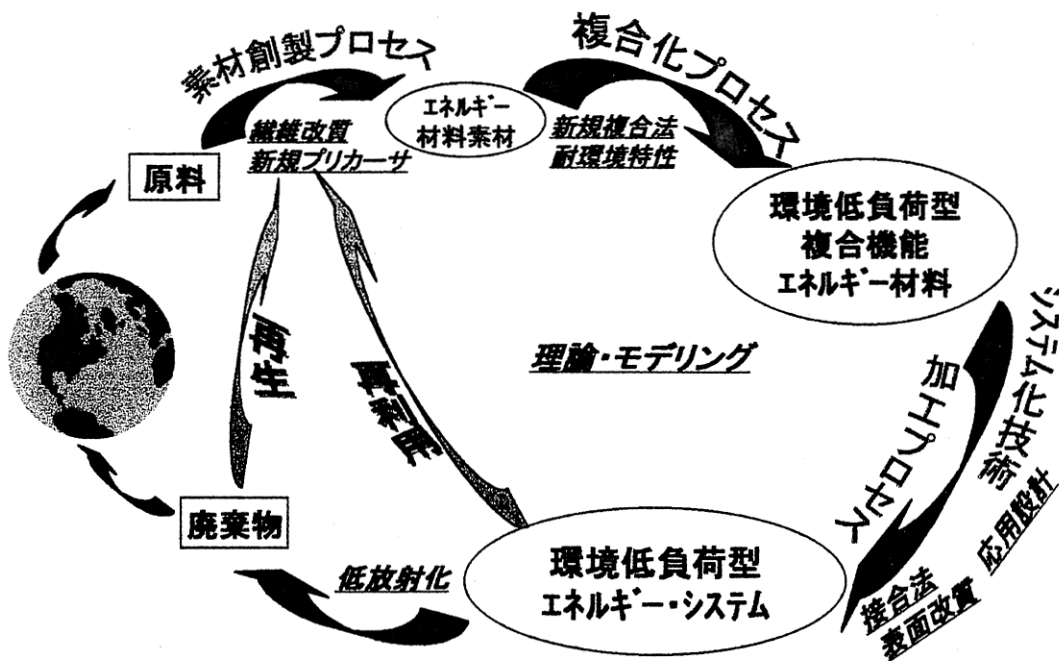 素材創製プロセス
複合化プロセス
エネルギー
材料素材
繊維改質
新規プリカーサ
新規複合法
耐環境特性
原料
環境低負荷型
複合機能
エネルギー材料
理論・モデリング
再生
再利用
システム化技術
加工プロセス
応用設計
接合法
表面改質
廃棄物
低放射化
環境低負荷型
エネルギー・システム